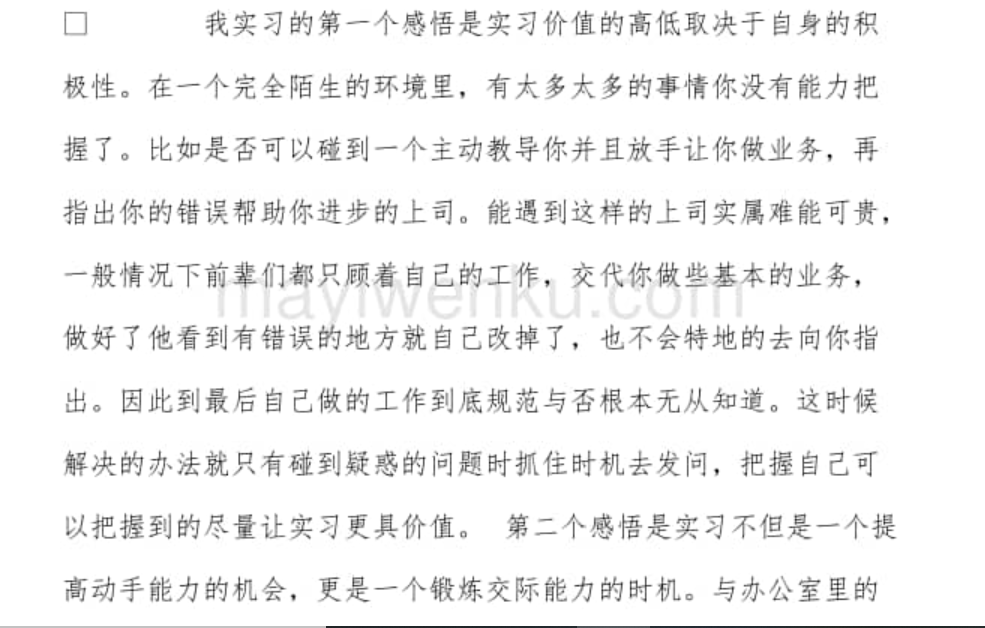 □ 我实习的第一个感悟是实习价值的高低取决于自身的积
极性。在一个完全陌生的环境里，有太多太多的事情你没有能力把
握了。比如是否可以碰到一个主动教导你并且放手让你做业务，再
指出你的错误帮助你进步的上司。能遇到这样的上司实属难能可贵，
一般情况下前辈们都只顾着自己的工作，交代你做些基本的业务，
mayiwenku.com
做好了他看到有错误的地方就自己改掉了，也不会特地的去向你指
出。因此到最后自己做的工作到底规范与否根本无从知道。这时候
解决的办法就只有碰到疑惑的问题时抓住时机去发问，把握自己可
以把握到的尽量让实习更具价值。 第二个感悟是实习不但是一个提
高动手能力的机会，更是一个锻炼交际能力的时机。与办公室里的